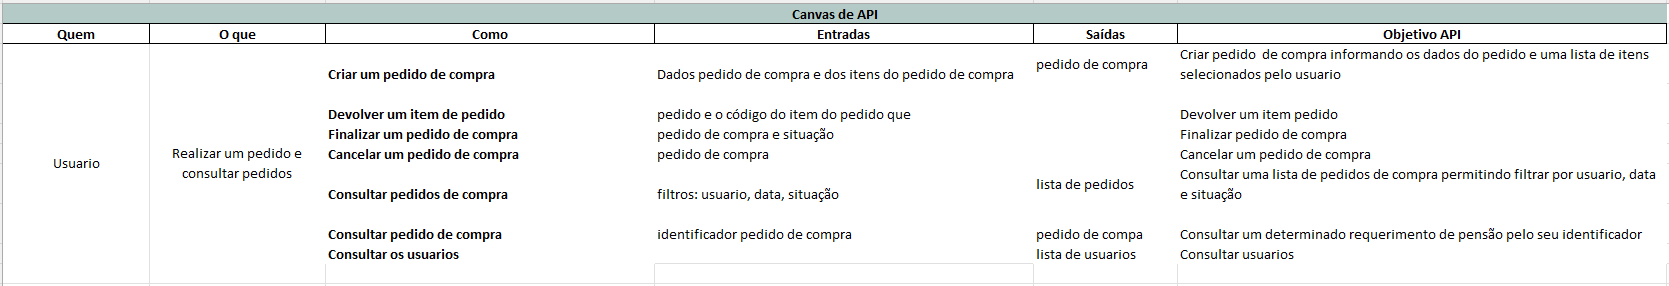 Canvas de API
Quem O que Como Entradas Saídas Objetivo API
Usuario
Realizar um pedido e
consultar pedidos
Criar um pedido de compra
Dados pedido de compra e dos itens do pedido de compra
pedido de compra
Criar pedido de compra informando os dados do pedido e uma lista de itens
selecionados pelo usuario
Devolver um item de pedido
pedido e o código do item do pedido que
Devolver um item pedido
Finalizar um pedido de compra
pedido de compra e situação
Finalizar pedido de compra
Cancelar um pedido de compra
pedido de compra
Cancelar um pedido de compra
Consultar pedidos de compra
filtros: usuario, data, situação
lista de pedidos
Consultar uma lista de pedidos de compra permitindo filtrar por usuario, data
e situação
Consultar pedido de compra
identificador pedido de compra
pedido de compa
Consultar um determinado requerimento de pensão pelo seu identificador
Consultar os usuarios
lista de usuarios
Consultar usuarios